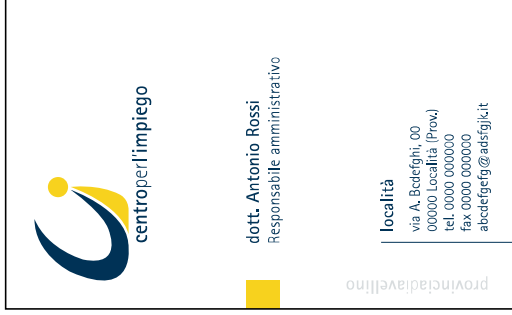 centroperl'impiego
dott. Antonio Rossi
Responsabile amministrativo
località
via A. Bcdefghi, 00
00000 Località (Prov.)
tel. 0000 000000
fax 0000 000000
abcdefgefg@adsfgjk.it
provinciadiavellino